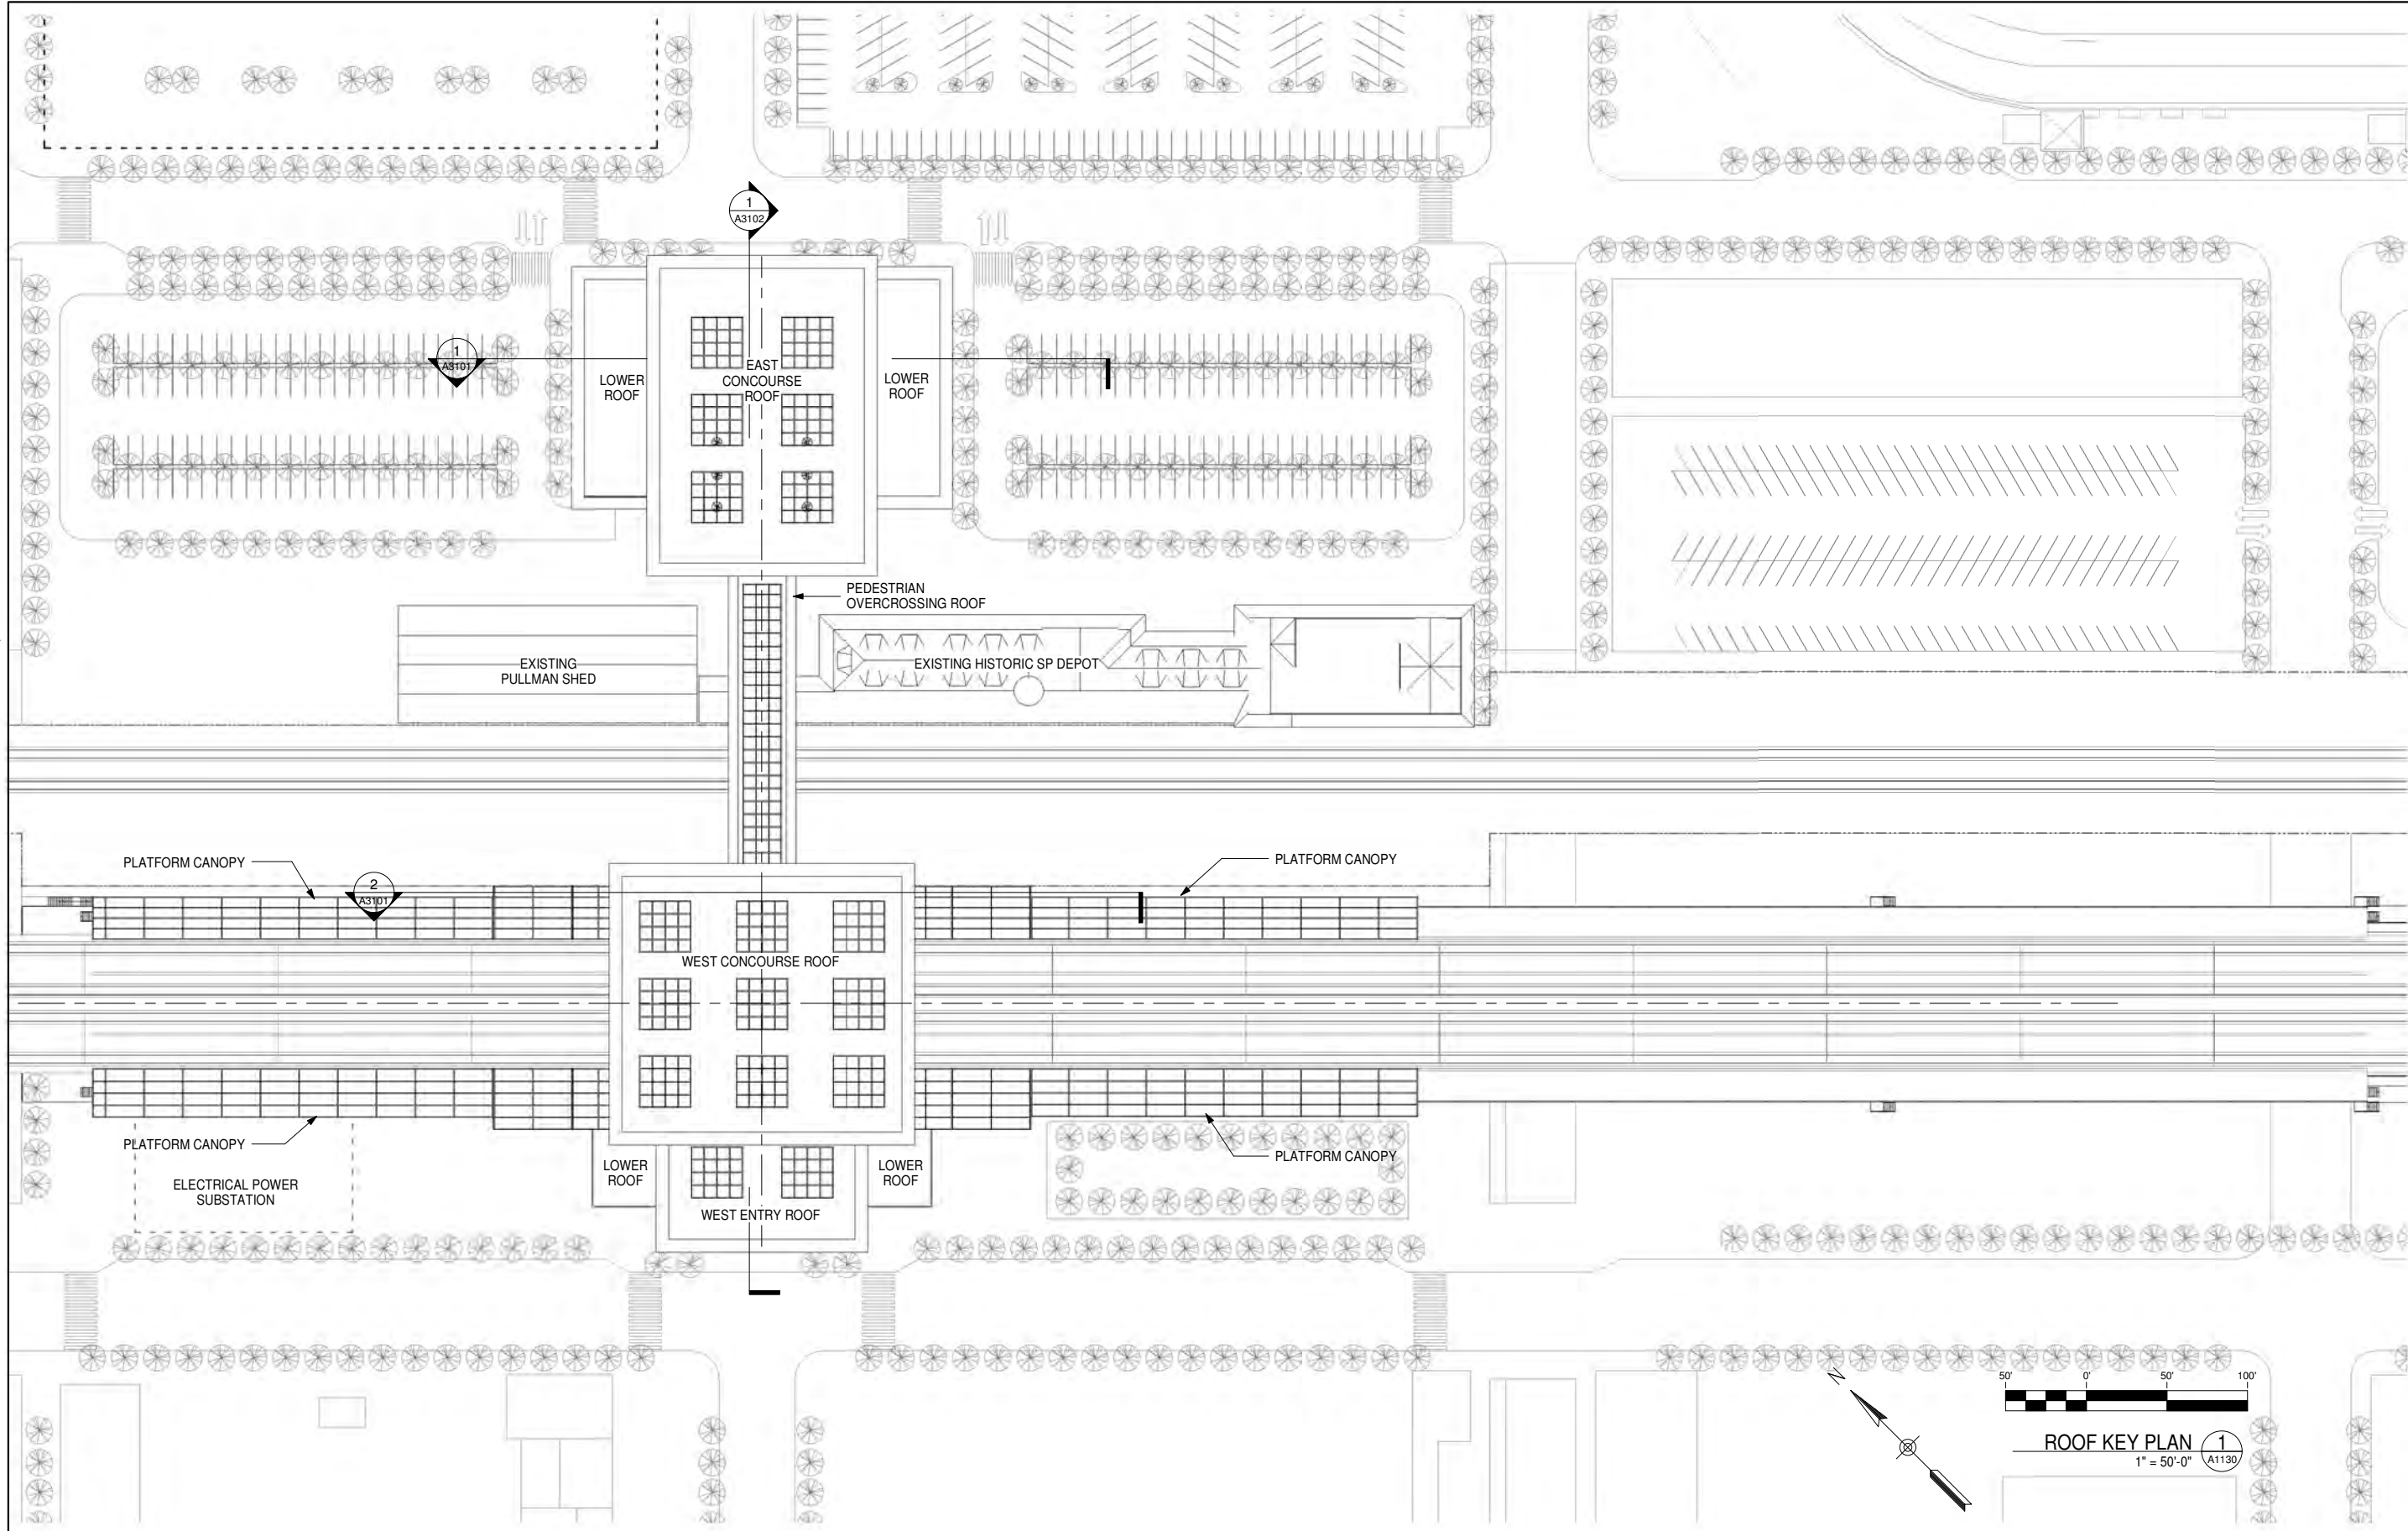 1
A3102
1
A3101
EAST
CONCOURSE
ROOF
LOWER
ROOF
LOWER
ROOF
PEDESTRIAN
OVERCROSSING ROOF
EXISTING
PULLMAN SHED
EXISTING HISTORIC SP DEPOT
PLATFORM CANOPY
PLATFORM CANOPY
2
A3101
WEST CONCOURSE ROOF
PLATFORM CANOPY
PLATFORM CANOPY
LOWER
ROOF
LOWER
ROOF
ELECTRICAL POWER
SUBSTATION
WEST ENTRY ROOF
N
50' 0' 50' 100'
ROOF KEY PLAN
1" = 50'-0"
1
A1130